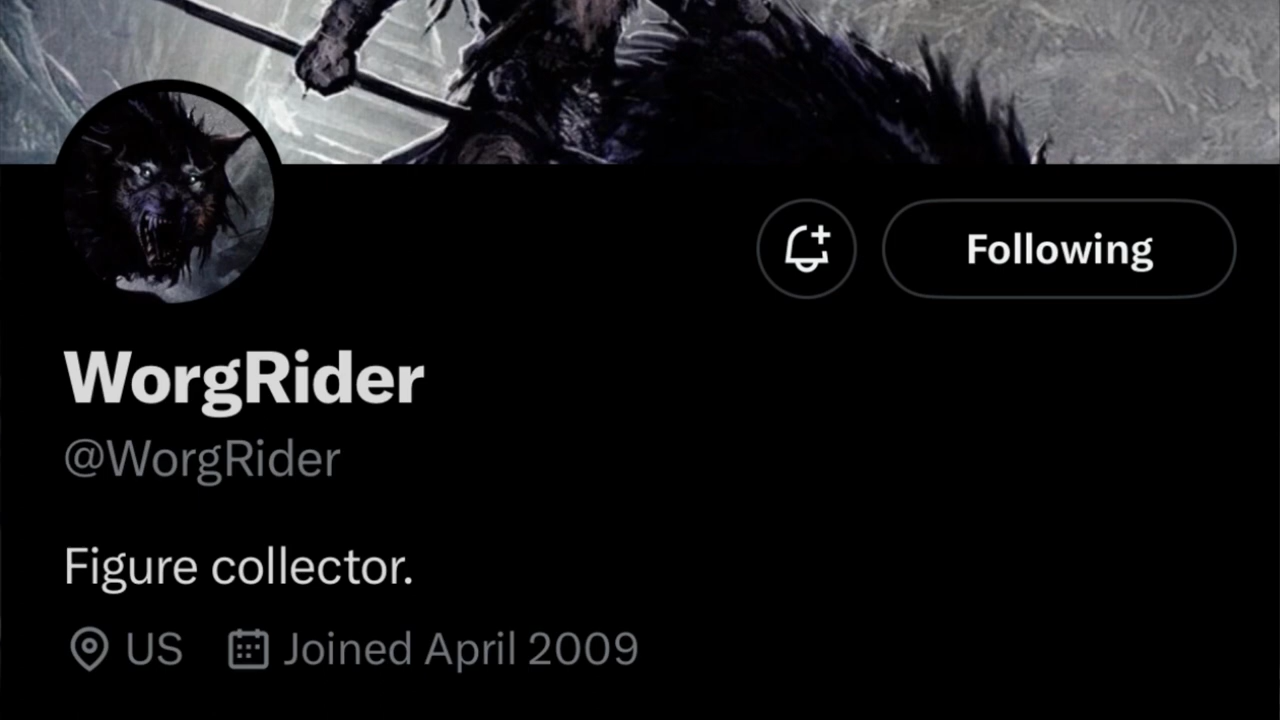 Following
WorgRider
@WorgRider
Figure collector.
US Joined April 2009